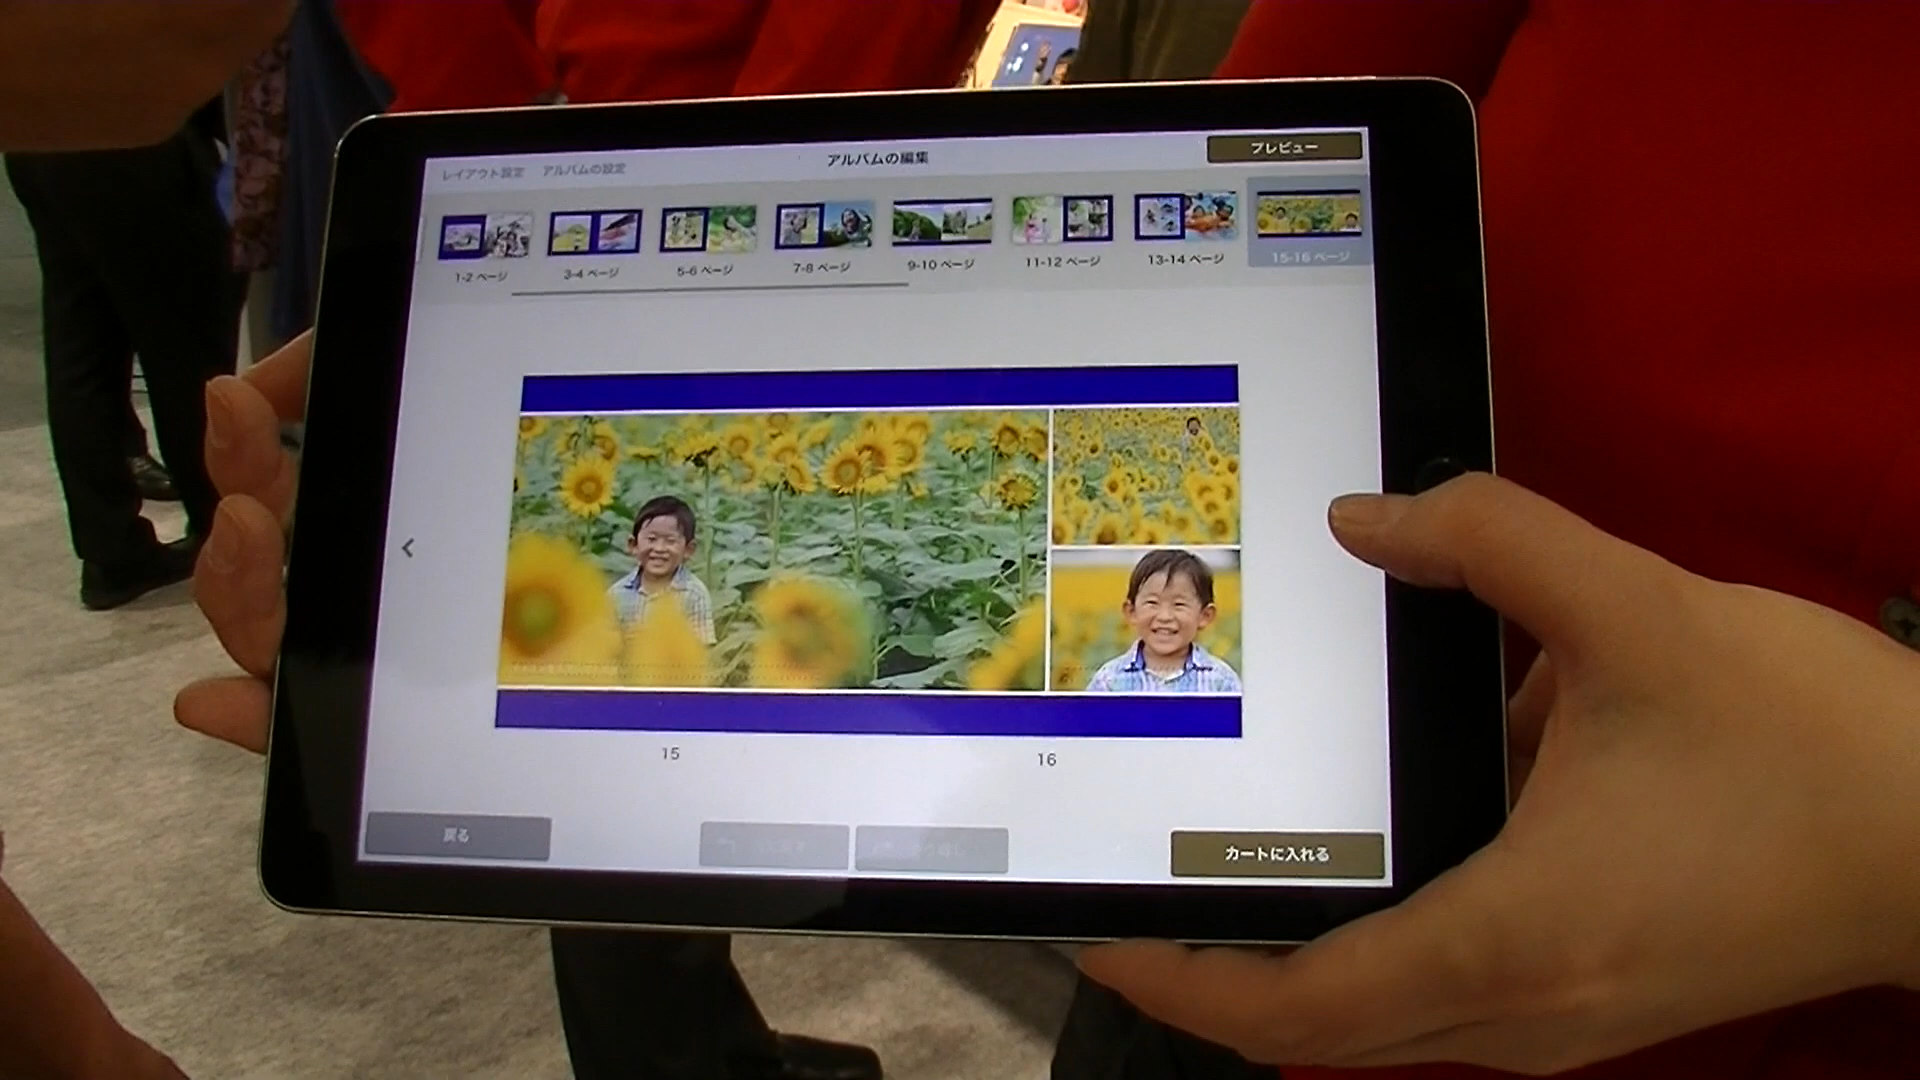 レイアウト設定 アルバムの設定
アルバムの編集
プレビュー
1-2 ページ
3-4 ページ
5-6 ページ
7-8 ページ
9-10 ページ
11-12 ページ
13-14 ページ
15-16 ページ
15
16
戻る
カートに入れる